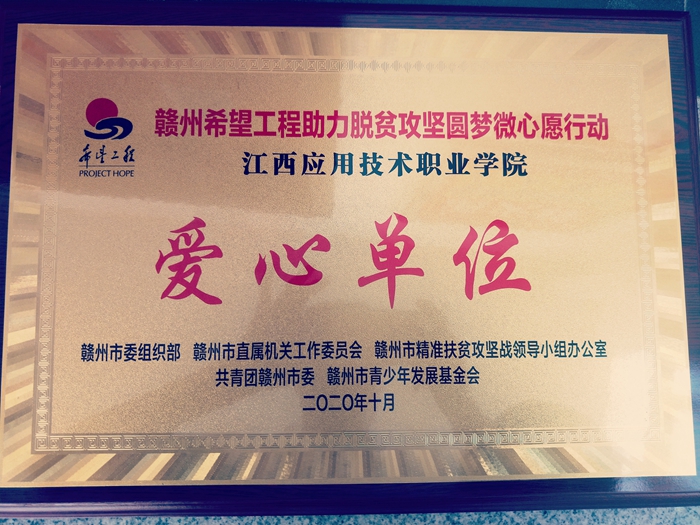 赣州希望工程助力脱贫攻坚圆梦微心愿行动
希望工程
PROJECT HOPE
江西应用技术职业学院
爱心单位
赣州市委组织部 赣州市直属机关工作委员会 赣州市精准扶贫攻坚战领导小组办公室
共青团赣州市委 赣州市青少年发展基金会
二〇二〇年十月